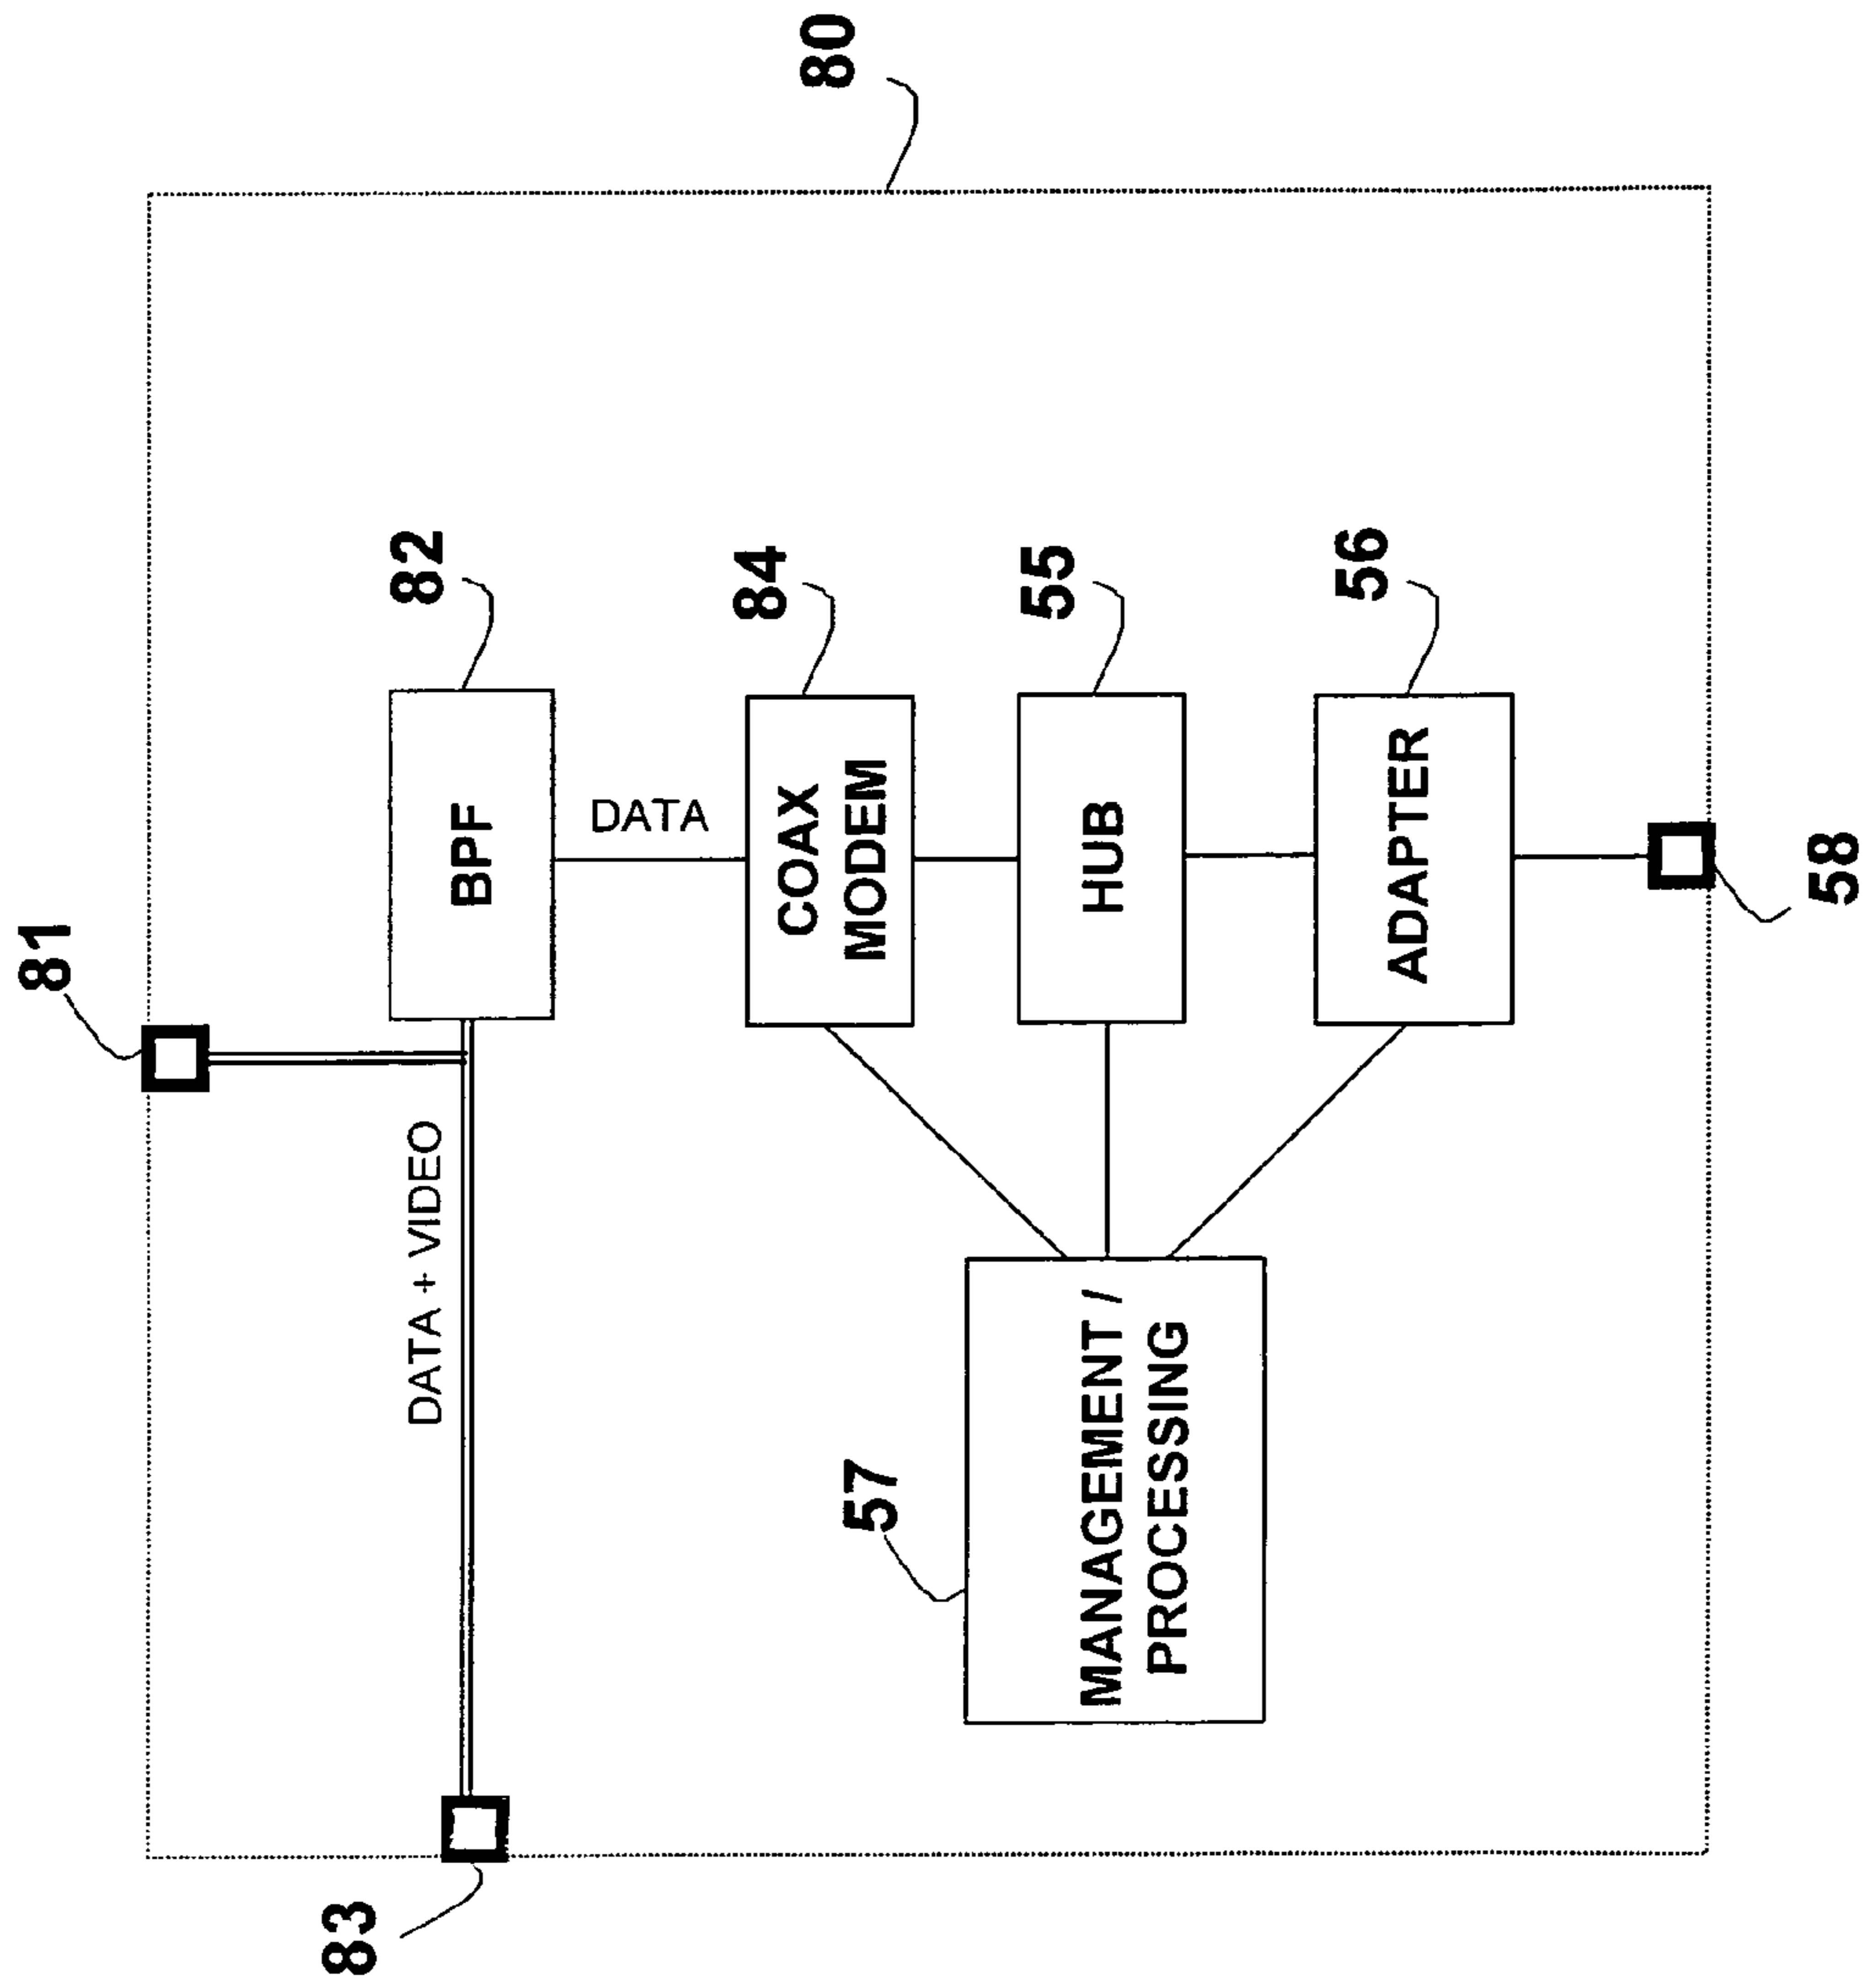 80
82
84
55
56
BPF
DATA
COAX
MODEM
HUB
ADAPTER
81
58
DATA + VIDEO
57
MANAGEMENT /
PROCESSING
83